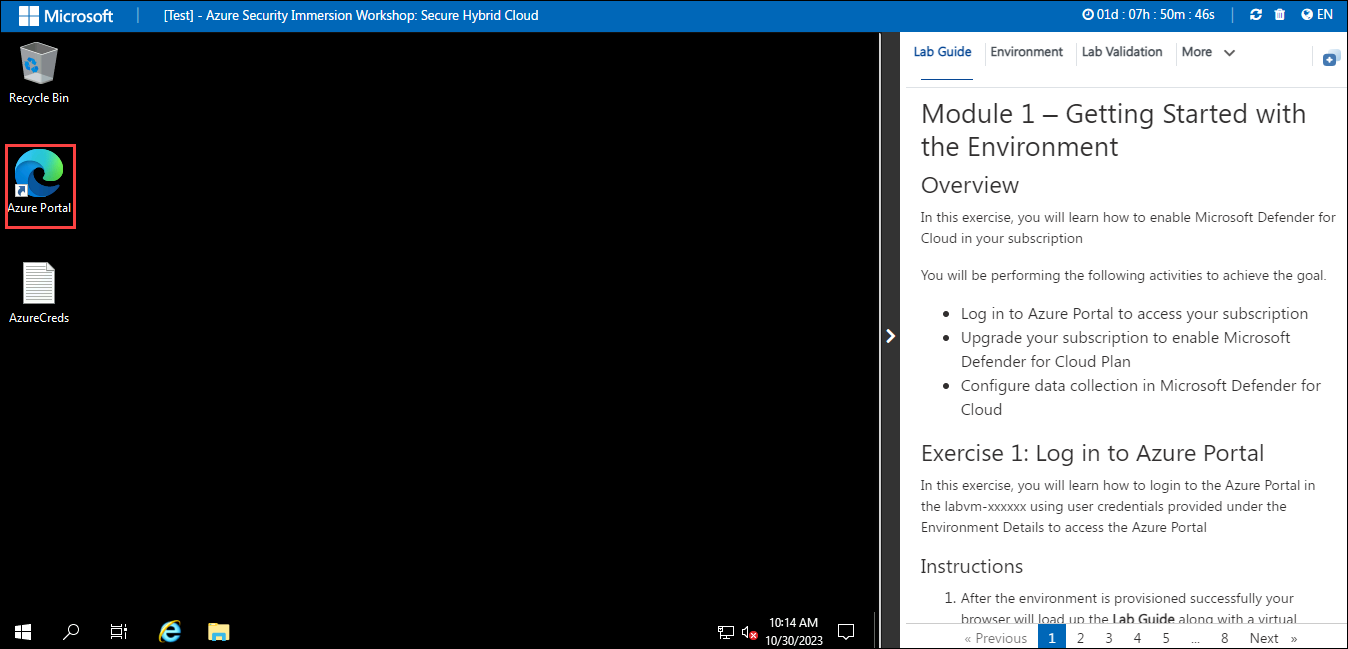 Microsoft
[Test] - Azure Security Immersion Workshop: Secure Hybrid Cloud
01d : 07h : 50m : 46s
EN
Recycle Bin
Azure Portal
AzureCreds
10:14 AM
10/30/2023
Lab Guide
Environment
Lab Validation
More
Module 1 – Getting Started with
the Environment
Overview
In this exercise, you will learn how to enable Microsoft Defender for
Cloud in your subscription
You will be performing the following activities to achieve the goal.
• Log in to Azure Portal to access your subscription
• Upgrade your subscription to enable Microsoft
Defender for Cloud Plan
• Configure data collection in Microsoft Defender for
Cloud
Exercise 1: Log in to Azure Portal
In this exercise, you will learn how to login to the Azure Portal in
the labvm-xxxxxx using user credentials provided under the
Environment Details to access the Azure Portal
Instructions
1. After the environment is provisioned successfully your
browser will load up the Lab Guide along with a virtual
« Previous 1 2 3 4 5 ... 8 Next »